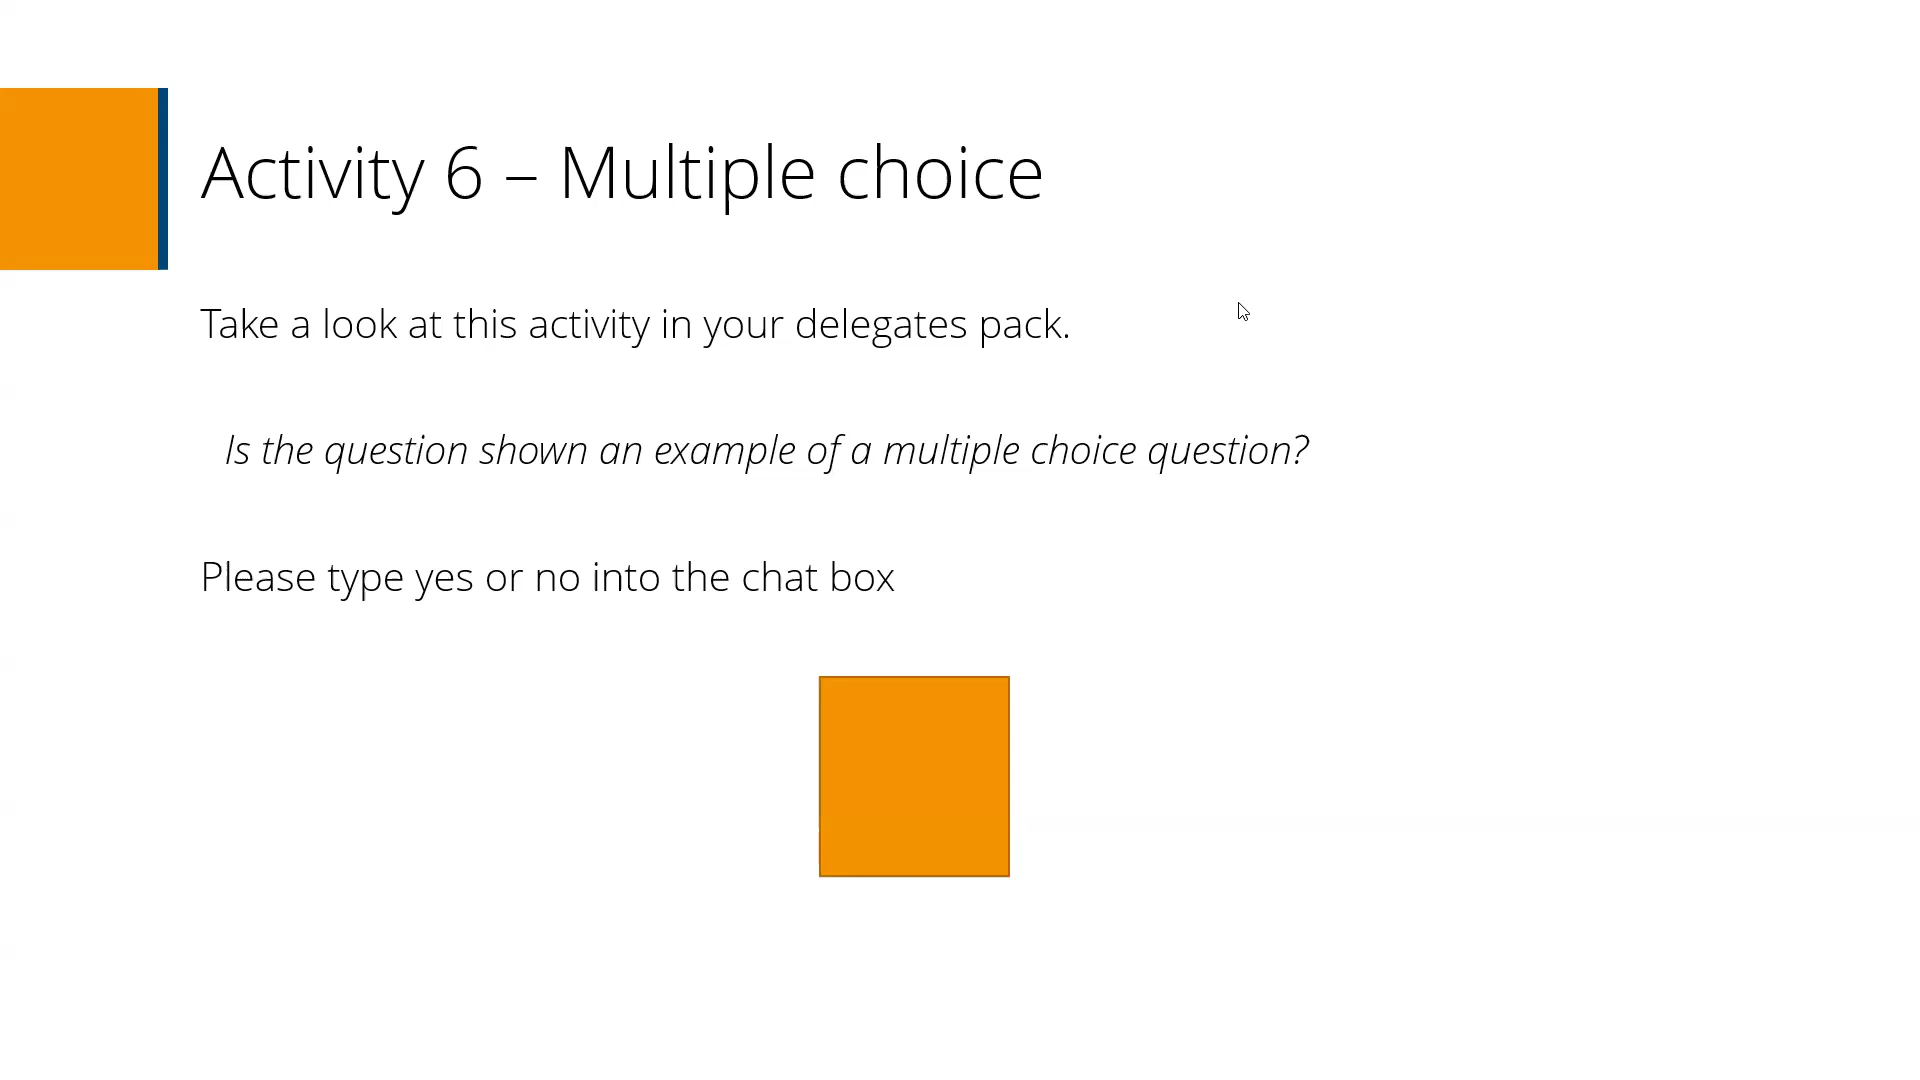 Activity 6 – Multiple choice
Take a look at this activity in your delegates pack.
Is the question shown an example of a multiple choice question?
Please type yes or no into the chat box